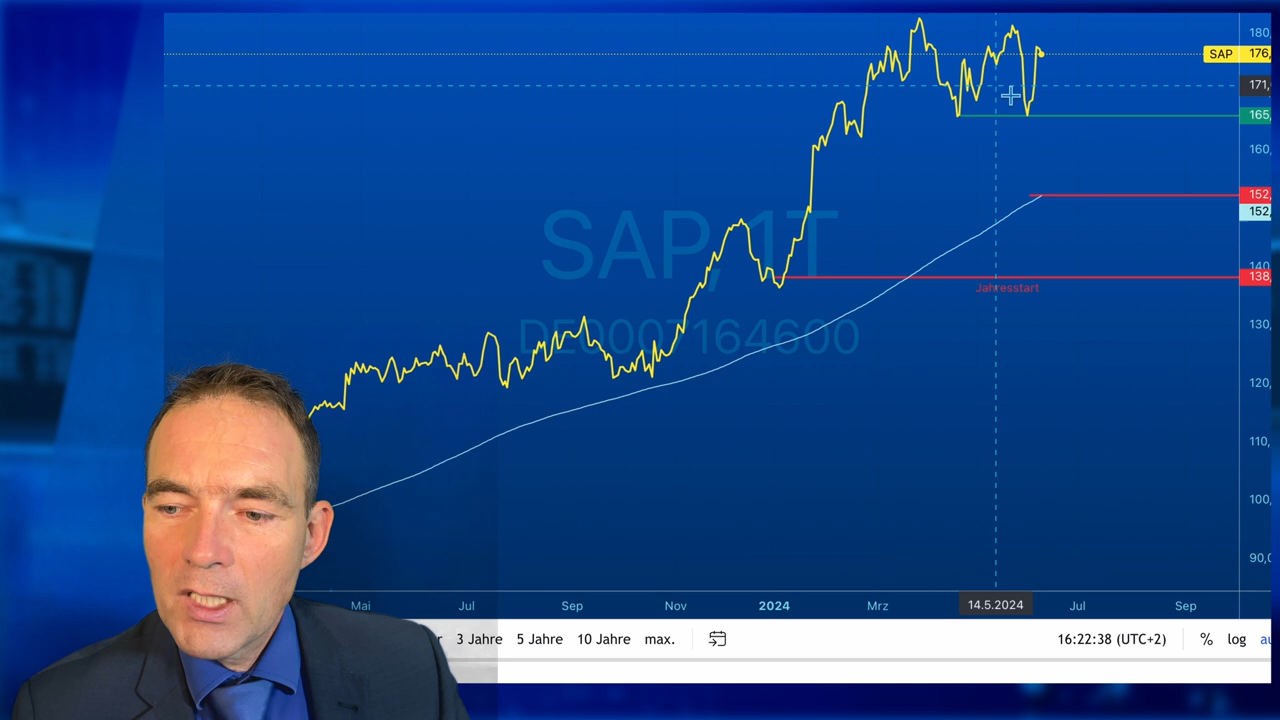 180,
SAP 176,
171,
165,
160,
152,
152,
SAP, 1T
140
138,
Jahresstart
DE0007164600
130,
120,
110,
100,
90,0
Mai Jul Sep Nov 2024 Mrz 14.5.2024 Jul Sep
r 3 Jahre 5 Jahre 10 Jahre max. 16:22:38 (UTC+2) % log au